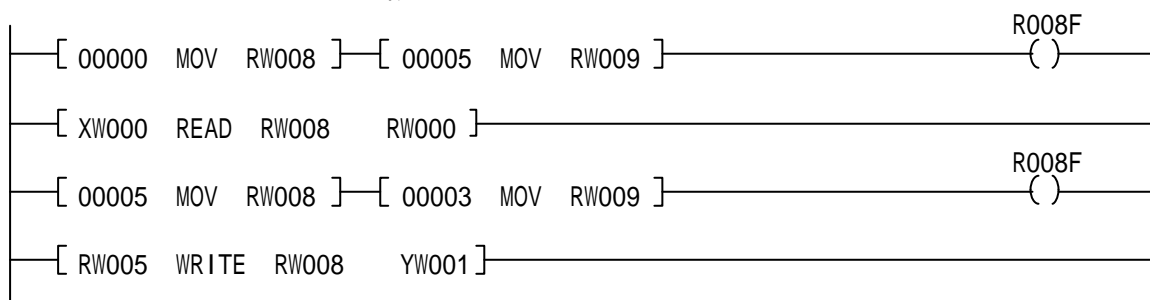 R008F
00000 MOV RW008 00005 MOV RW009 ( )
XW000 READ RW008 RW000
R008F
00005 MOV RW008 00003 MOV RW009 ( )
RW005 WRITE RW008 YW001